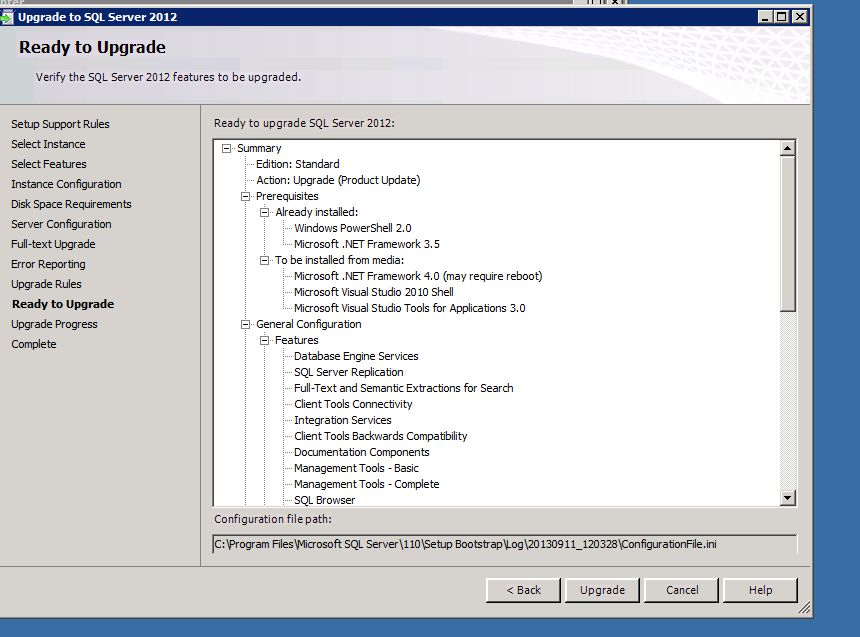 Upgrade to SQL Server 2012
Ready to Upgrade
Verify the SQL Server 2012 features to be upgraded.
Setup Support Rules
Select Instance
Select Features
Instance Configuration
Disk Space Requirements
Server Configuration
Full-text Upgrade
Error Reporting
Upgrade Rules
Ready to Upgrade
Upgrade Progress
Complete
Ready to upgrade SQL Server 2012:
Summary
Edition: Standard
Action: Upgrade (Product Update)
Prerequisites
Already installed:
Windows PowerShell 2.0
Microsoft .NET Framework 3.5
To be installed from media:
Microsoft .NET Framework 4.0 (may require reboot)
Microsoft Visual Studio 2010 Shell
Microsoft Visual Studio Tools for Applications 3.0
General Configuration
Features
Database Engine Services
SQL Server Replication
Full-Text and Semantic Extractions for Search
Client Tools Connectivity
Integration Services
Client Tools Backwards Compatibility
Documentation Components
Management Tools - Basic
Management Tools - Complete
SQL Browser
Configuration file path:
C:\Program Files\Microsoft SQL Server\110\Setup Bootstrap\Log\20130911_120328\ConfigurationFile.ini
< Back
Upgrade
Cancel
Help